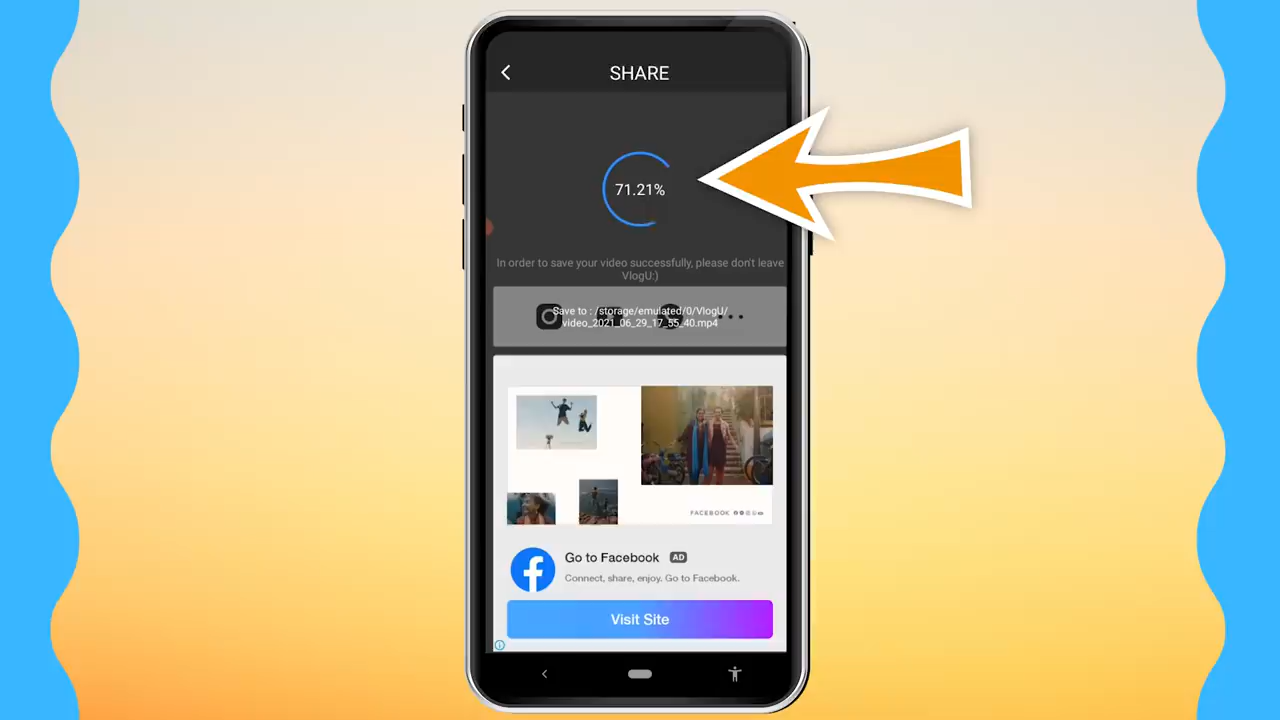 SHARE
71.21%
In order to save your video successfully, please don't leave
VlogU:)
Save to : /storage/emulated/0/VlogU/
video_2021_06_29_17_55_40.mp4
FACEBOOK
Go to Facebook AD
Connect, share, enjoy. Go to Facebook.
Visit Site